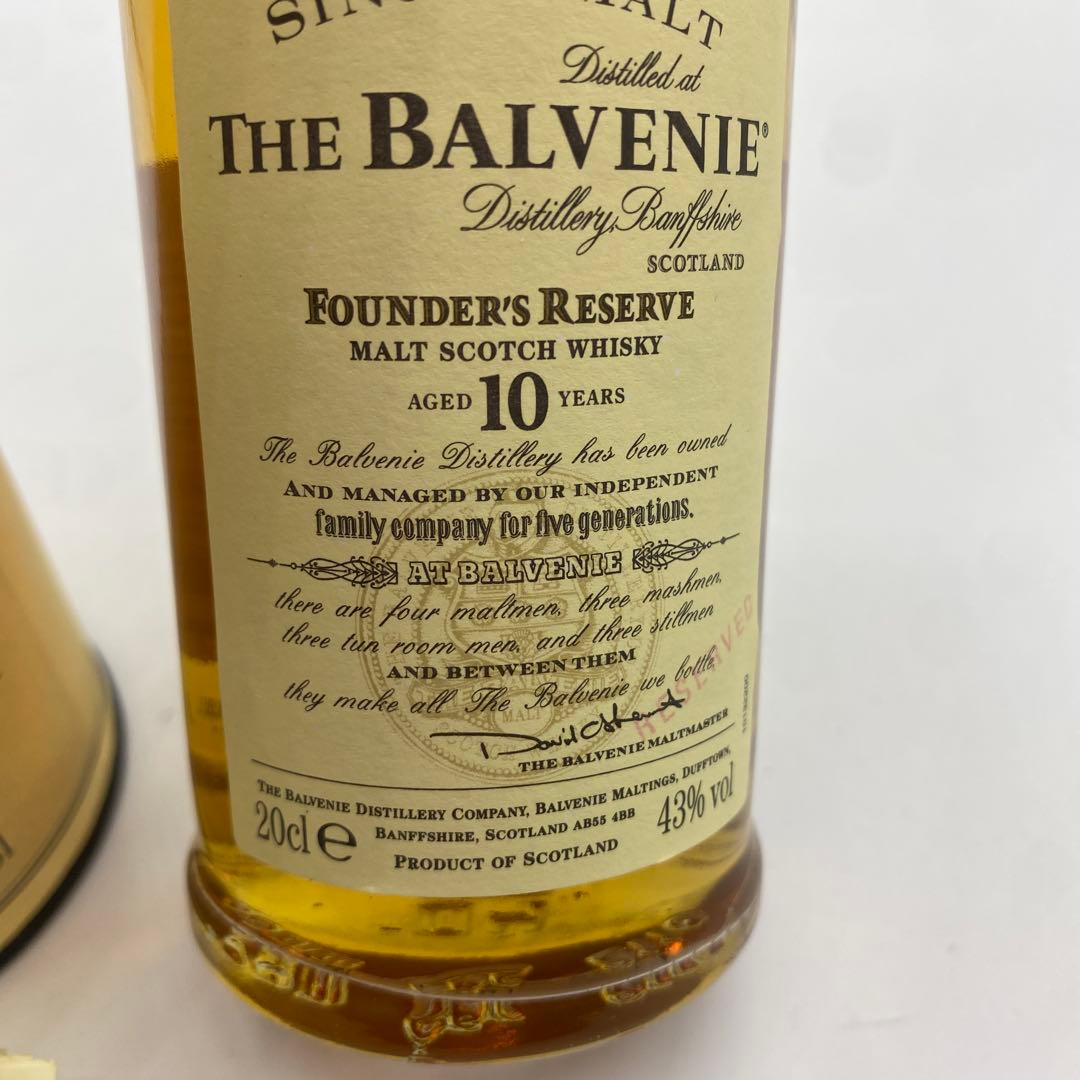 SINGLE MALT
Distilled at
THE BALVENIE®
Distillery, Banffshire
SCOTLAND
FOUNDER'S RESERVE
MALT SCOTCH WHISKY
AGED 10 YEARS
The Balvenie Distillery has been owned
AND MANAGED BY OUR INDEPENDENT
family company for five generations.
AT BALVENIE
there are four maltmen, three mashmen,
three tun room men, and three stillmen
AND BETWEEN THEM
they make all The Balvenie we bottle.
RESERVED
MALT
David C Stewart
THE BALVENIE MALTMASTER
THE BALVENIE DISTILLERY COMPANY, BALVENIE MALTINGS, DUFFTOWN,
BANFFSHIRE, SCOTLAND AB55 4BB
20cl e
43% vol
PRODUCT OF SCOTLAND